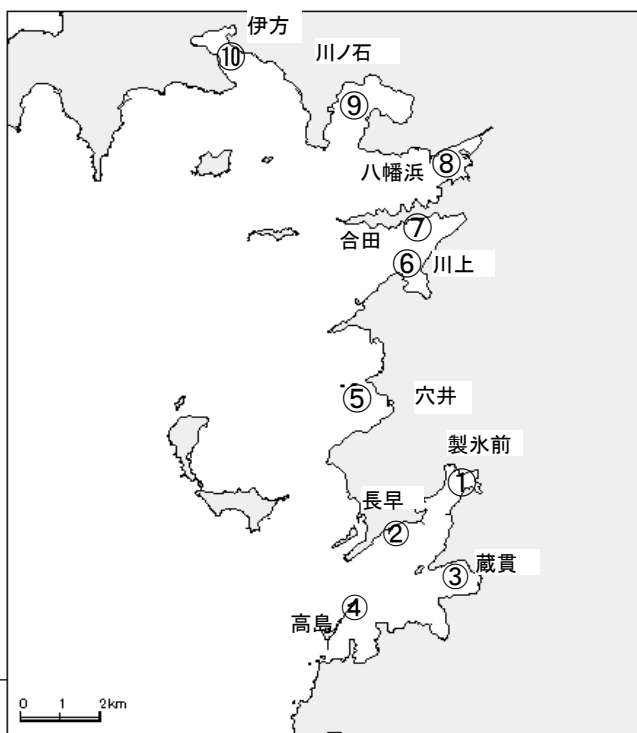 伊方
⑩
川ノ石
⑨
八幡浜
⑧
⑦
合田
⑥
川上
⑤
穴井
製氷前
①
長早
②
蔵貫
③
④
高島
0 1 2km